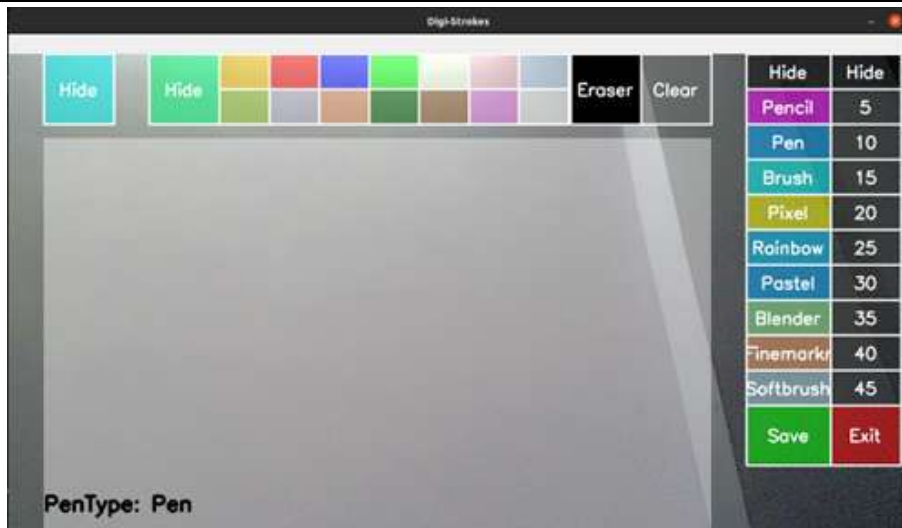 Digi-Strokes
Hide Hide Eraser Clear Hide Hide
Pencil 5
Pen 10
Brush 15
Pixel 20
Rainbow 25
Pastel 30
Blender 35
Finemarkr 40
Softbrush 45
Save Exit
PenType: Pen